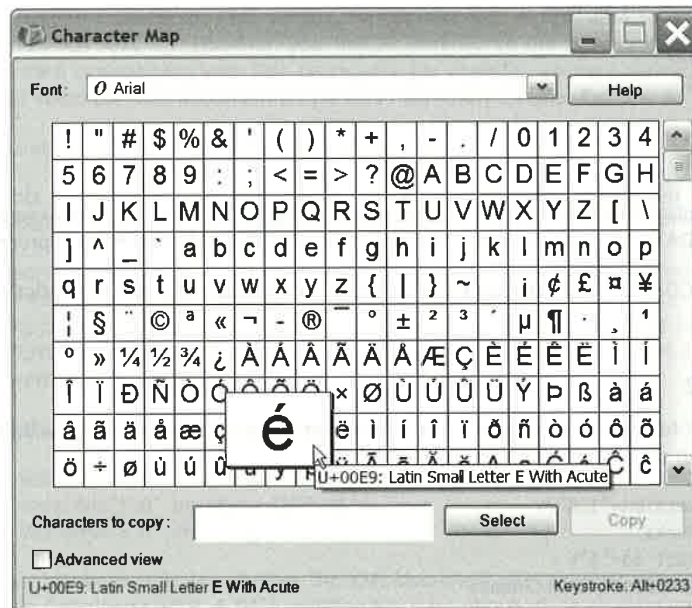 Character Map
Font: O Arial Help
! " # $ % & ' ( ) * + , - . / 0 1 2 3 4
5 6 7 8 9 : ; < = > ? @ A B C D E F G H
I J K L M N O P Q R S T U V W X Y Z [ \
] ^ _ ` a b c d e f g h i j k l m n o p
q r s t u v w x y z { | } ~ ¡ ¢ £ ¤ ¥
¦ § ¨ © ª « ¬ - ® ¯ ° ± ² ³ ´ µ ¶ · ¸ ¹
º » ¼ ½ ¾ ¿ À Á Â Ã Ä Å Æ Ç È É Ê Ë Ì Í
Î Ï Ð Ñ Ò Ó Ô Õ Ö × Ø Ù Ú Û Ü Ý Þ ß à á
â ã ä å æ ç é ë ì í î ï ð ñ ò ó ô õ
ö ÷ ø ù ú û Ĉ ĉ
U+00E9: Latin Small Letter E With Acute
Characters to copy: Select Copy
Advanced view
U+00E9: Latin Small Letter E With Acute Keystroke: Alt+0233